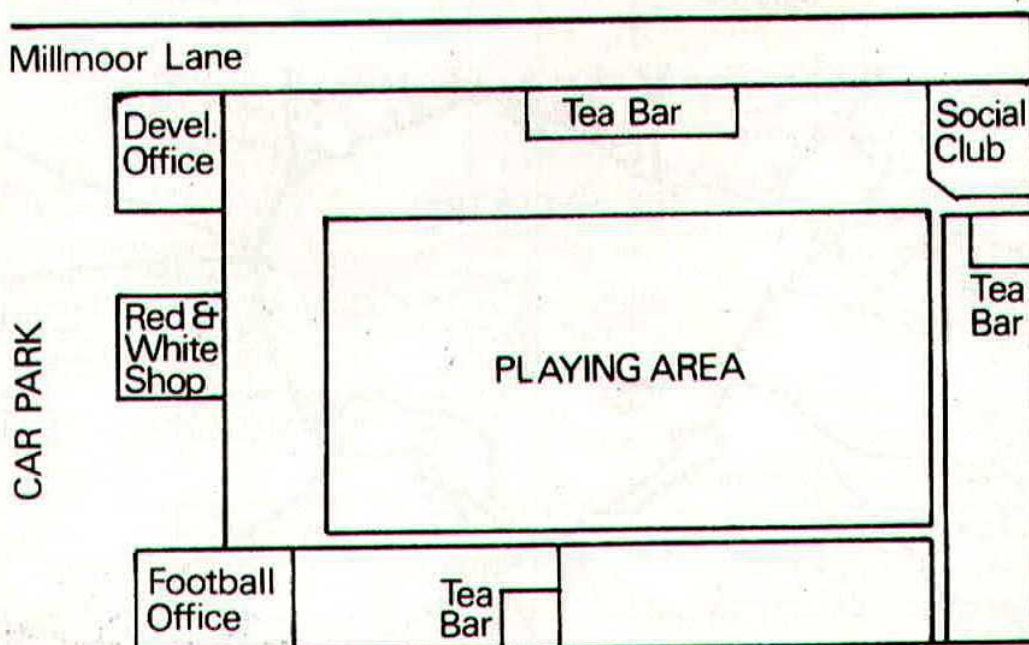 Millmoor Lane
Devel.
Office
Tea Bar
Social
Club
Tea
Bar
Red &
White
Shop
PLAYING AREA
CAR PARK
Football
Office
Tea
Bar